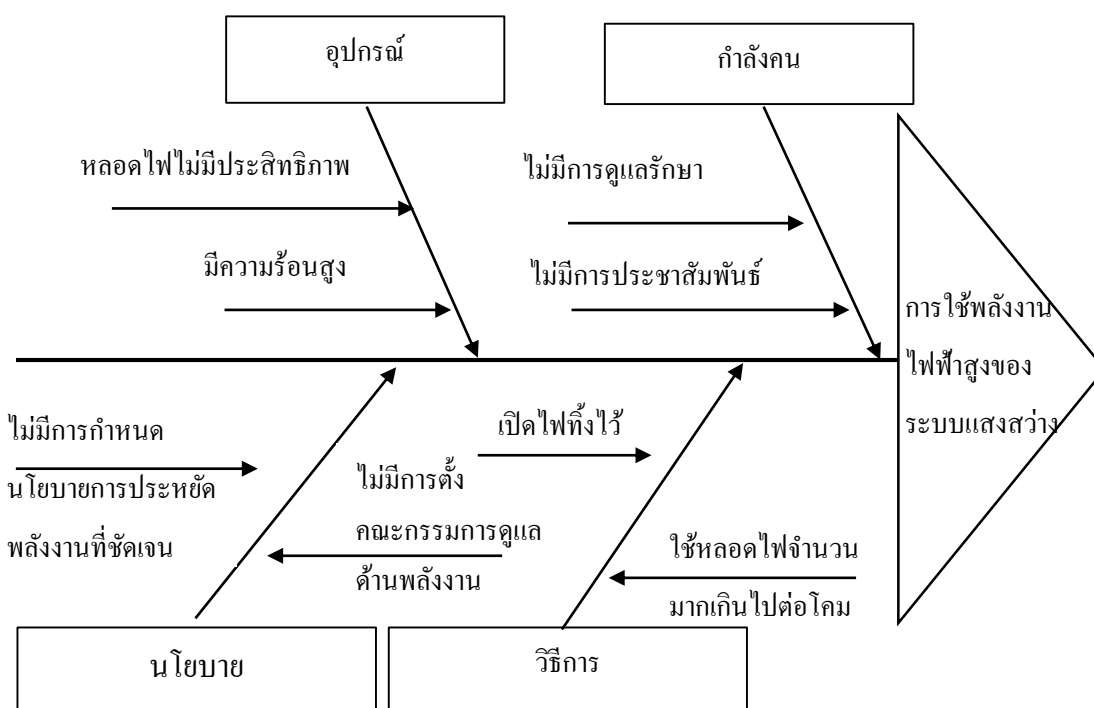 อุปกรณ์
กำลังคน
หลอดไฟไม่มีประสิทธิภาพ
มีความร้อนสูง
ไม่มีการดูแลรักษา
ไม่มีการประชาสัมพันธ์
การใช้พลังงาน
ไฟฟ้าสูงของ
ระบบแสงสว่าง
ไม่มีการกำหนด
นโยบายการประหยัด
พลังงานที่ชัดเจน
ไม่มีการตั้ง
คณะกรรมการดูแล
ด้านพลังงาน
เปิดไฟทิ้งไว้
ใช้หลอดไฟจำนวน
มากเกินไปต่อโคม
นโยบาย
วิธีการ